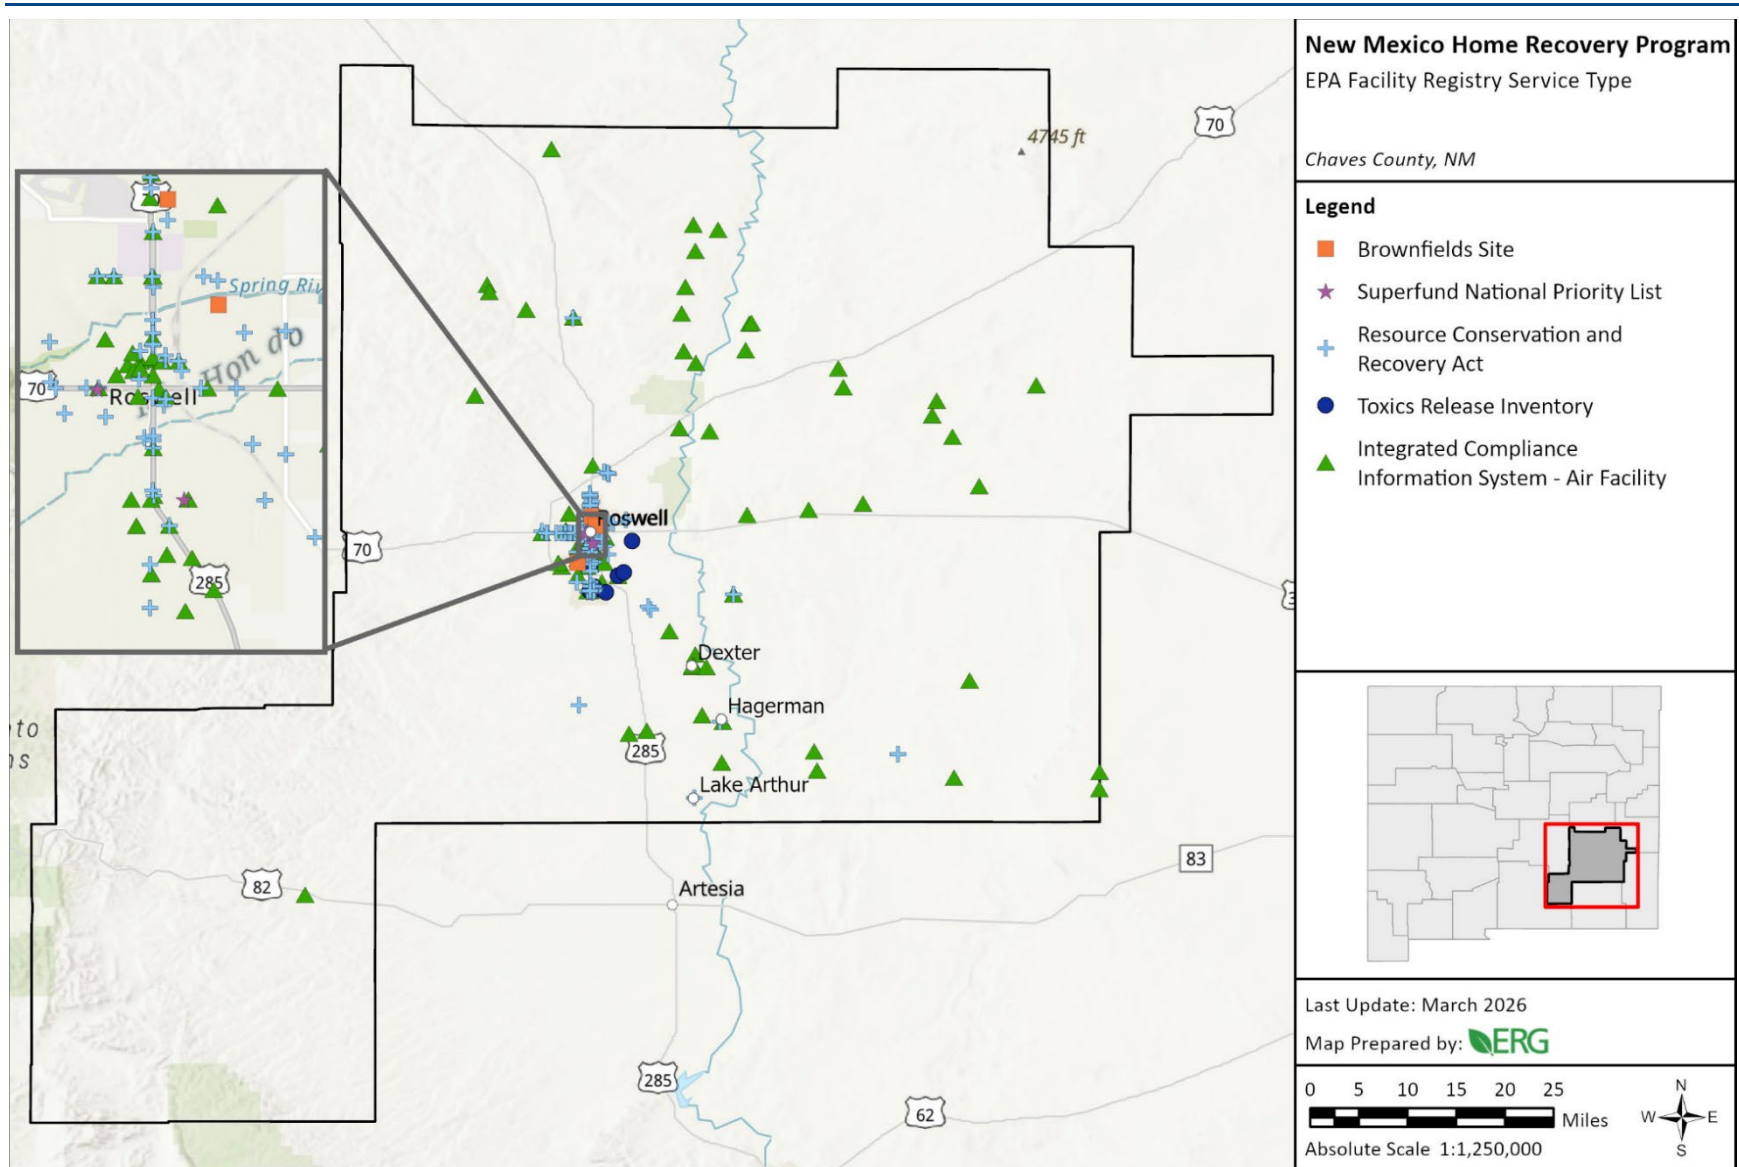 New Mexico Home Recovery Program
EPA Facility Registry Service Type
Chaves County, NM
Legend
Brownfields Site
Superfund National Priority List
Resource Conservation and
Recovery Act
Toxics Release Inventory
Integrated Compliance
Information System - Air Facility
70
4745 ft
Spring Riv
Hon do
70
Roswell
285
Roswell
70
Dexter
Hagerman
285
Lake Arthur
82
83
Artesia
285
62
Last Update: March 2026
Map Prepared by: ERG
0 5 10 15 20 25
Miles
Absolute Scale 1:1,250,000
N
W E
S